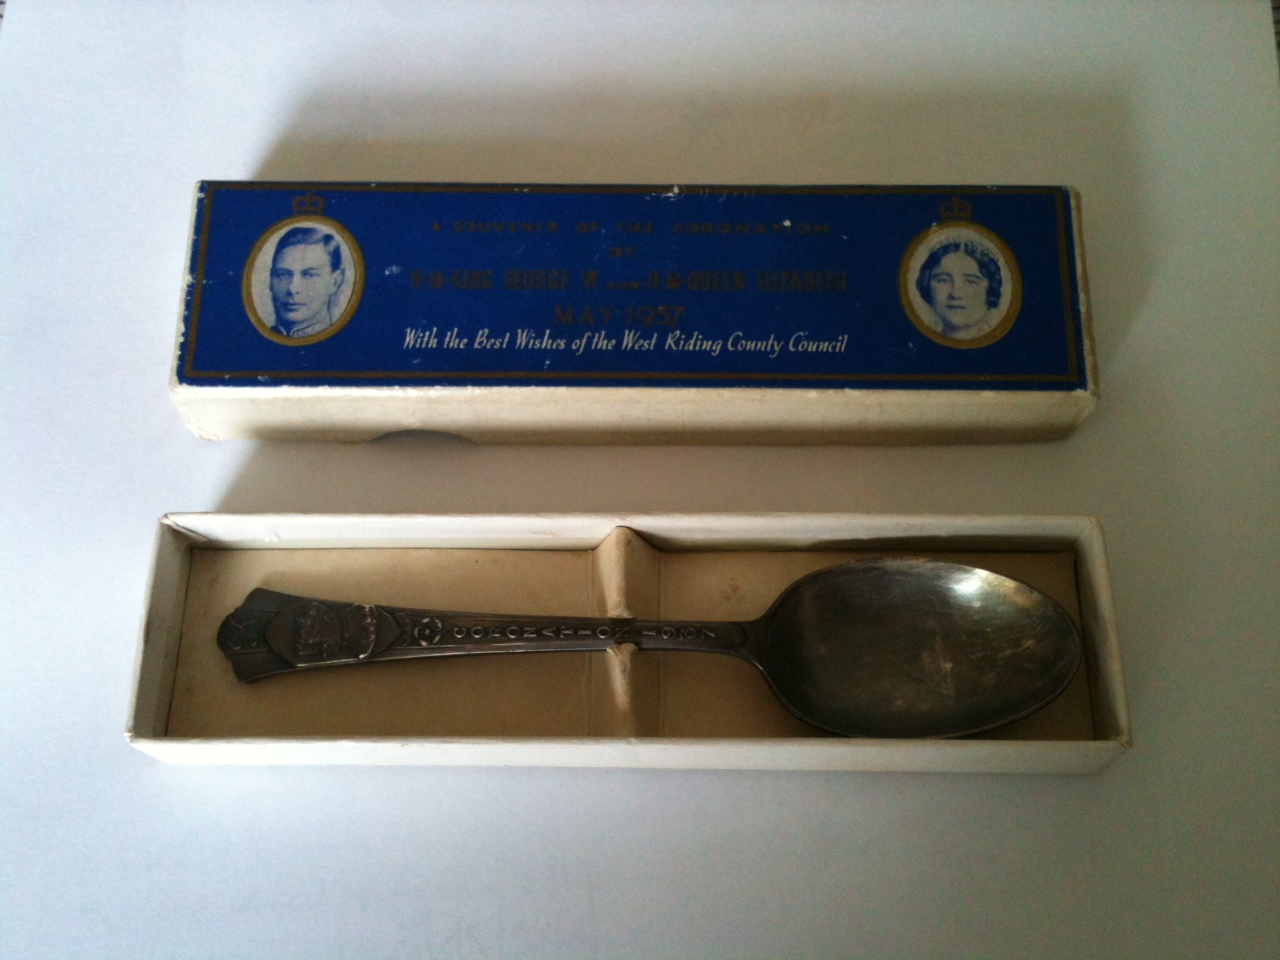 A SOUVENIR OF THE CORONATION
OF
H·M·KING GEORGE VI AND H·M·QUEEN ELIZABETH
MAY 1937
With the Best Wishes of the West Riding County Council
CORONATION 1937